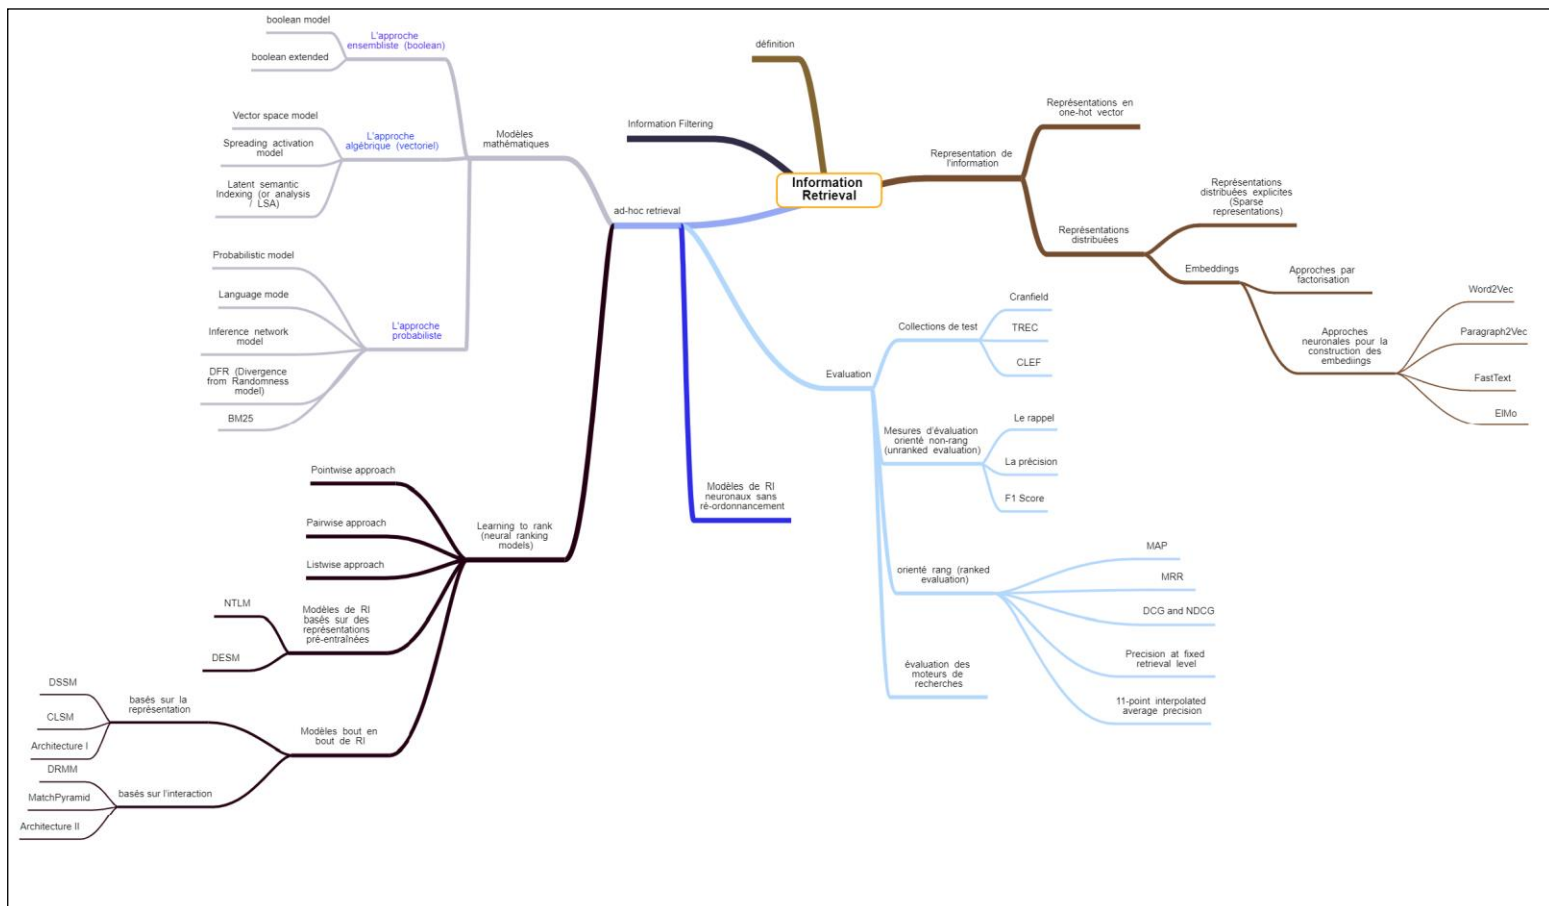 Information
Retrieval
définition
Information Filtering
ad-hoc retrieval
Modèles
mathématiques
L'approche
ensembliste (boolean)
boolean model
boolean extended
L'approche
algébrique (vectoriel)
Vector space model
Spreading activation
model
Latent semantic
Indexing (or analysis
/ LSA)
L'approche
probabiliste
Probabilistic model
Language mode
Inference network
model
DFR (Divergence
from Randomness
model)
BM25
Learning to rank
(neural ranking
models)
Pointwise approach
Pairwise approach
Listwise approach
Modèles de RI
basés sur des
représentations
pré-entraînées
NTLM
DESM
Modèles bout en
bout de RI
basés sur la
représentation
DSSM
CLSM
Architecture I
basés sur l'interaction
DRMM
MatchPyramid
Architecture II
Modèles de RI
neuronaux sans
ré-ordonnancement
Evaluation
Collections de test
Cranfield
TREC
CLEF
Mesures d'évaluation
orienté non-rang
(unranked evaluation)
Le rappel
La précision
F1 Score
orienté rang (ranked
evaluation)
MAP
MRR
DCG and NDCG
Precision at fixed
retrieval level
11-point interpolated
average precision
évaluation des
moteurs de
recherches
Representation de
l'information
Représentations en
one-hot vector
Représentations
distribuées
Représentations
distribuées explicites
(Sparse
representations)
Embeddings
Approches par
factorisation
Approches
neuronales pour la
construction des
embediings
Word2Vec
Paragraph2Vec
FastText
ElMo